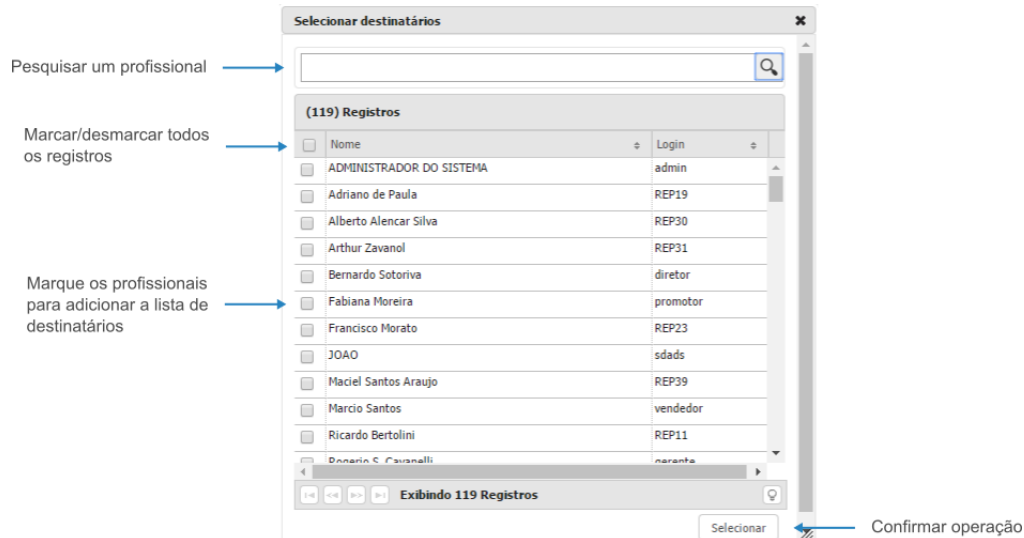 Selecionar destinatários
Pesquisar um profissional
(119) Registros
Marcar/desmarcar todos
os registros
Nome Login
ADMINISTRADOR DO SISTEMA admin
Adriano de Paula REP19
Alberto Alencar Silva REP30
Arthur Zavanol REP31
Bernardo Sotoriva diretor
Marque os profissionais
para adicionar a lista de
destinatários
Fabiana Moreira promotor
Francisco Morato REP23
JOAO sdads
Maciel Santos Araujo REP39
Marcio Santos vendedor
Ricardo Bertolini REP11
Rogerio S. Cavanelli gerente
Exibindo 119 Registros
Selecionar
Confirmar operação